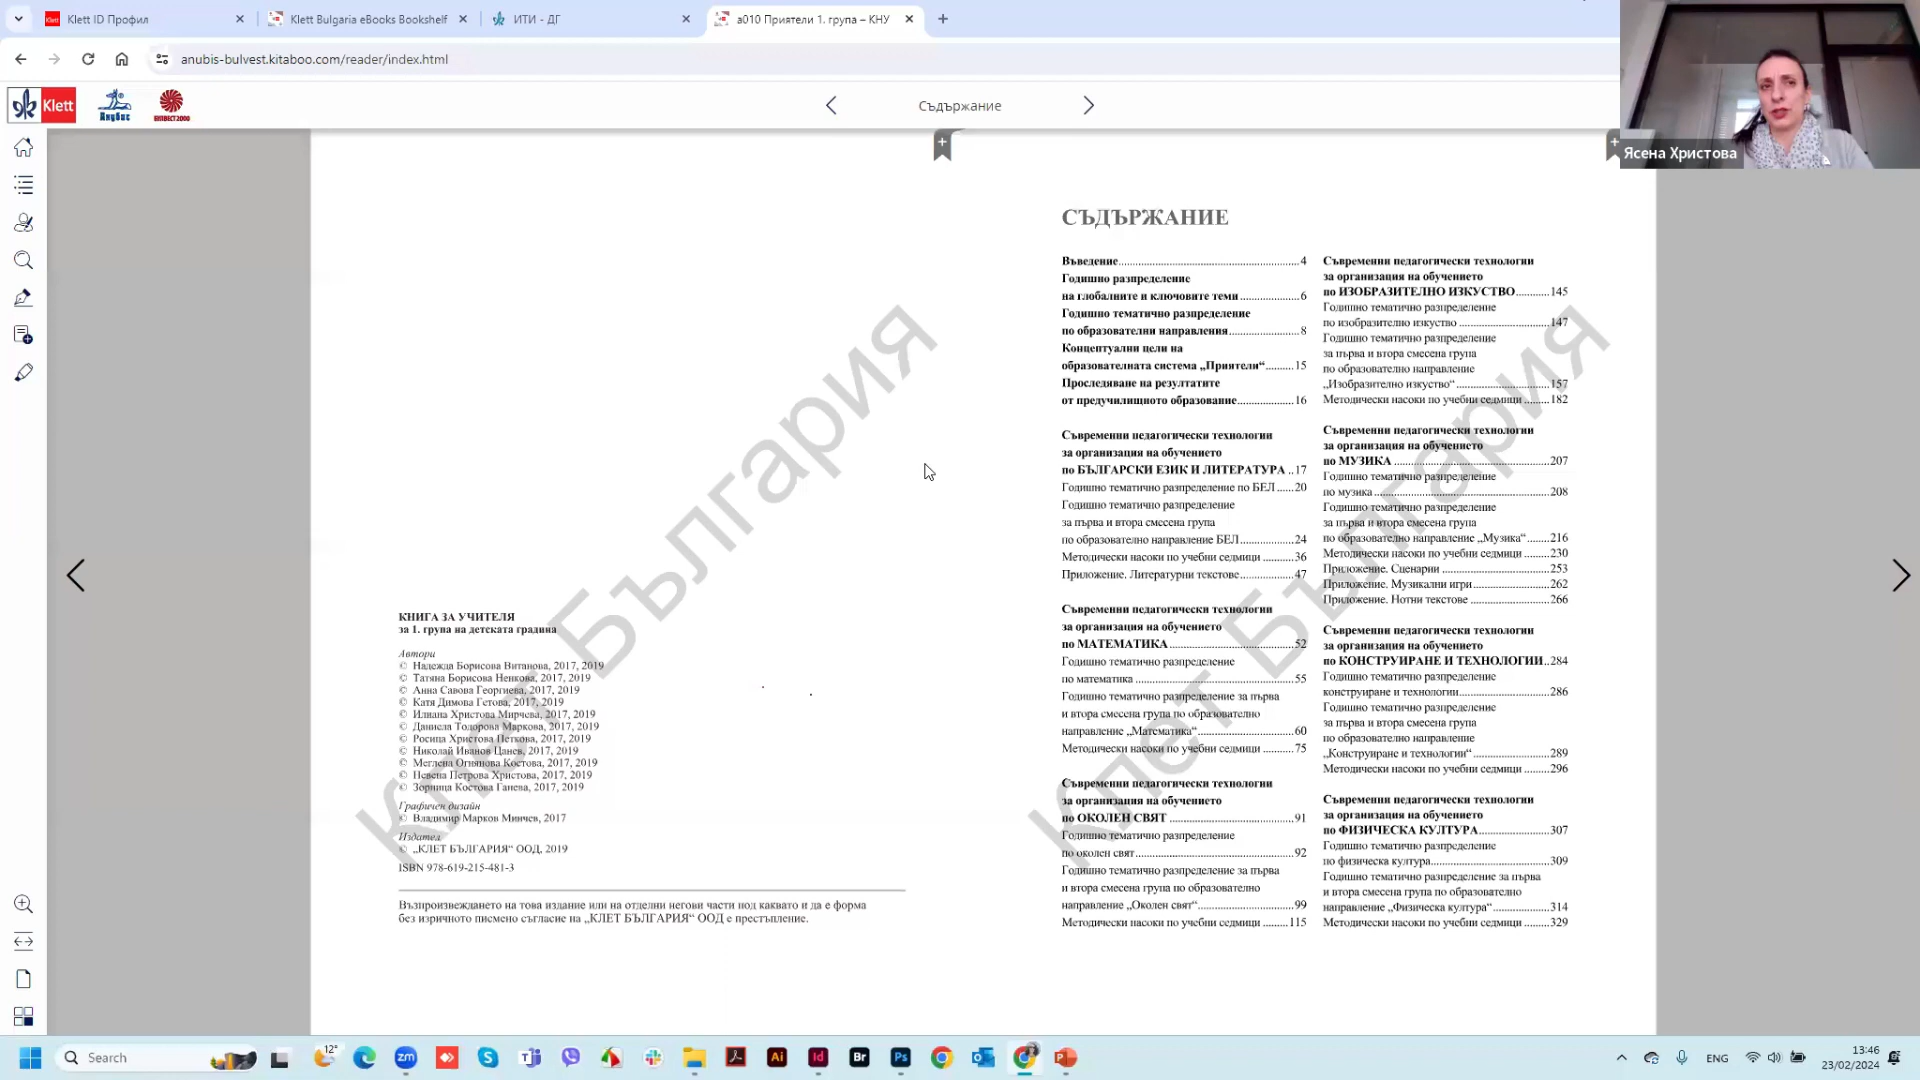 Klett ID Профил
Klett Bulgaria eBooks Bookshelf
ИТИ - ДГ
a010 Приятели 1. група – КНУ
anubis-bulvest.kitaboo.com/reader/index.html
Klett
Анубис
БУЛВЕСТ2000
Съдържание
Ясена Христова
КНИГА ЗА УЧИТЕЛЯ
за 1. група на детската градина
Автори
© Надежда Борисова Витанова, 2017, 2019
© Татяна Борисова Ненкова, 2017, 2019
© Анна Савова Георгиева, 2017, 2019
© Катя Димова Гетова, 2017, 2019
© Илиана Христова Мирчева, 2017, 2019
© Даниела Тодорова Маркова, 2017, 2019
© Росица Христова Петкова, 2017, 2019
© Николай Иванов Цанев, 2017, 2019
© Меглена Огнянова Костова, 2017, 2019
© Невена Петрова Христова, 2017, 2019
© Зорница Костова Ганева, 2017, 2019
Графичен дизайн
© Владимир Марков Минчев, 2017
Издател
© „КЛЕТ БЪЛГАРИЯ“ ООД, 2019
ISBN 978-619-215-481-3
Възпроизвеждането на това издание или на отделни негови части под каквато и да е форма
без изричното писмено съгласие на „КЛЕТ БЪЛГАРИЯ“ ООД е престъпление.
Клет България
СЪДЪРЖАНИЕ
Въведение....4
Годишно разпределение
на глобалните и ключовите теми....6
Годишно тематично разпределение
по образователни направления....8
Концептуални цели на
образователната система „Приятели“....15
Проследяване на резултатите
от предучилищното образование....16
Съвременни педагогически технологии
за организация на обучението
по БЪЛГАРСКИ ЕЗИК И ЛИТЕРАТУРА ..17
Годишно тематично разпределение по БЕЛ ....20
Годишно тематично разпределение
за първа и втора смесена група
по образователно направление БЕЛ....24
Методически насоки по учебни седмици ....36
Приложение. Литературни текстове....47
Съвременни педагогически технологии
за организация на обучението
по МАТЕМАТИКА....52
Годишно тематично разпределение
по математика ....55
Годишно тематично разпределение за първа
и втора смесена група по образователно
направление „Математика“....60
Методически насоки по учебни седмици ....75
Съвременни педагогически технологии
за организация на обучението
по ОКОЛЕН СВЯТ ....91
Годишно тематично разпределение
по околен свят....92
Годишно тематично разпределение за първа
и втора смесена група по образователно
направление „Околен свят“....99
Методически насоки по учебни седмици ....115
Съвременни педагогически технологии
за организация на обучението
по ИЗОБРАЗИТЕЛНО ИЗКУСТВО....145
Годишно тематично разпределение
по изобразително изкуство ....147
Годишно тематично разпределение
за първа и втора смесена група
по образователно направление
„Изобразително изкуство“....157
Методически насоки по учебни седмици ....182
Съвременни педагогически технологии
за организация на обучението
по МУЗИКА ....207
Годишно тематично разпределение
по музика....208
Годишно тематично разпределение
за първа и втора смесена група
по образователно направление „Музика“....216
Методически насоки по учебни седмици ....230
Приложение. Сценарии ....253
Приложение. Музикални игри....262
Приложение. Нотни текстове ....266
Съвременни педагогически технологии
за организация на обучението
по КОНСТРУИРАНЕ И ТЕХНОЛОГИИ..284
Годишно тематично разпределение
конструиране и технологии....286
Годишно тематично разпределение
за първа и втора смесена група
по образователно направление
„Конструиране и технологии“....289
Методически насоки по учебни седмици ....296
Съвременни педагогически технологии
за организация на обучението
по ФИЗИЧЕСКА КУЛТУРА....307
Годишно тематично разпределение
по физическа култура....309
Годишно тематично разпределение за първа
и втора смесена група по образователно
направление „Физическа култура“....314
Методически насоки по учебни седмици ....329
Клет България
Search
12°
zm
Ai
Id
Br
Ps
ENG
13:46
23/02/2024